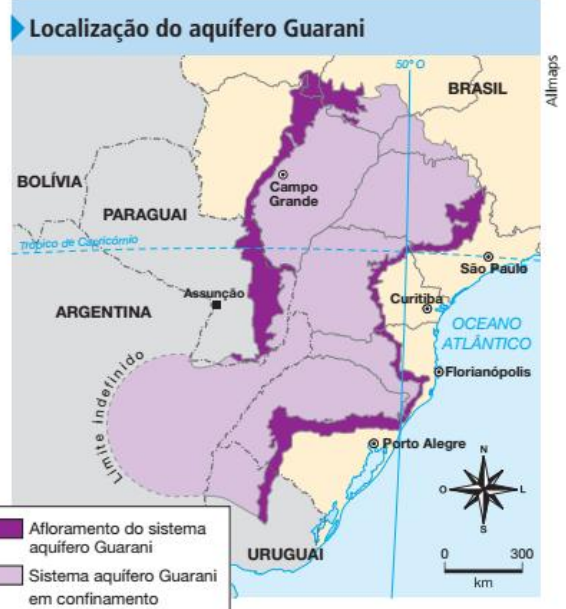 Localização do aquífero Guarani
Allmaps
50° O
BRASIL
BOLÍVIA
Campo
Grande
PARAGUAI
Trópico de Capricórnio
São Paulo
Assunção
Curitiba
ARGENTINA
OCEANO
ATLÂNTICO
Florianópolis
Limite indefinido
Porto Alegre
N
O
L
S
Afloramento do sistema
aquífero Guarani
Sistema aquífero Guarani
em confinamento
URUGUAI
0 300
km